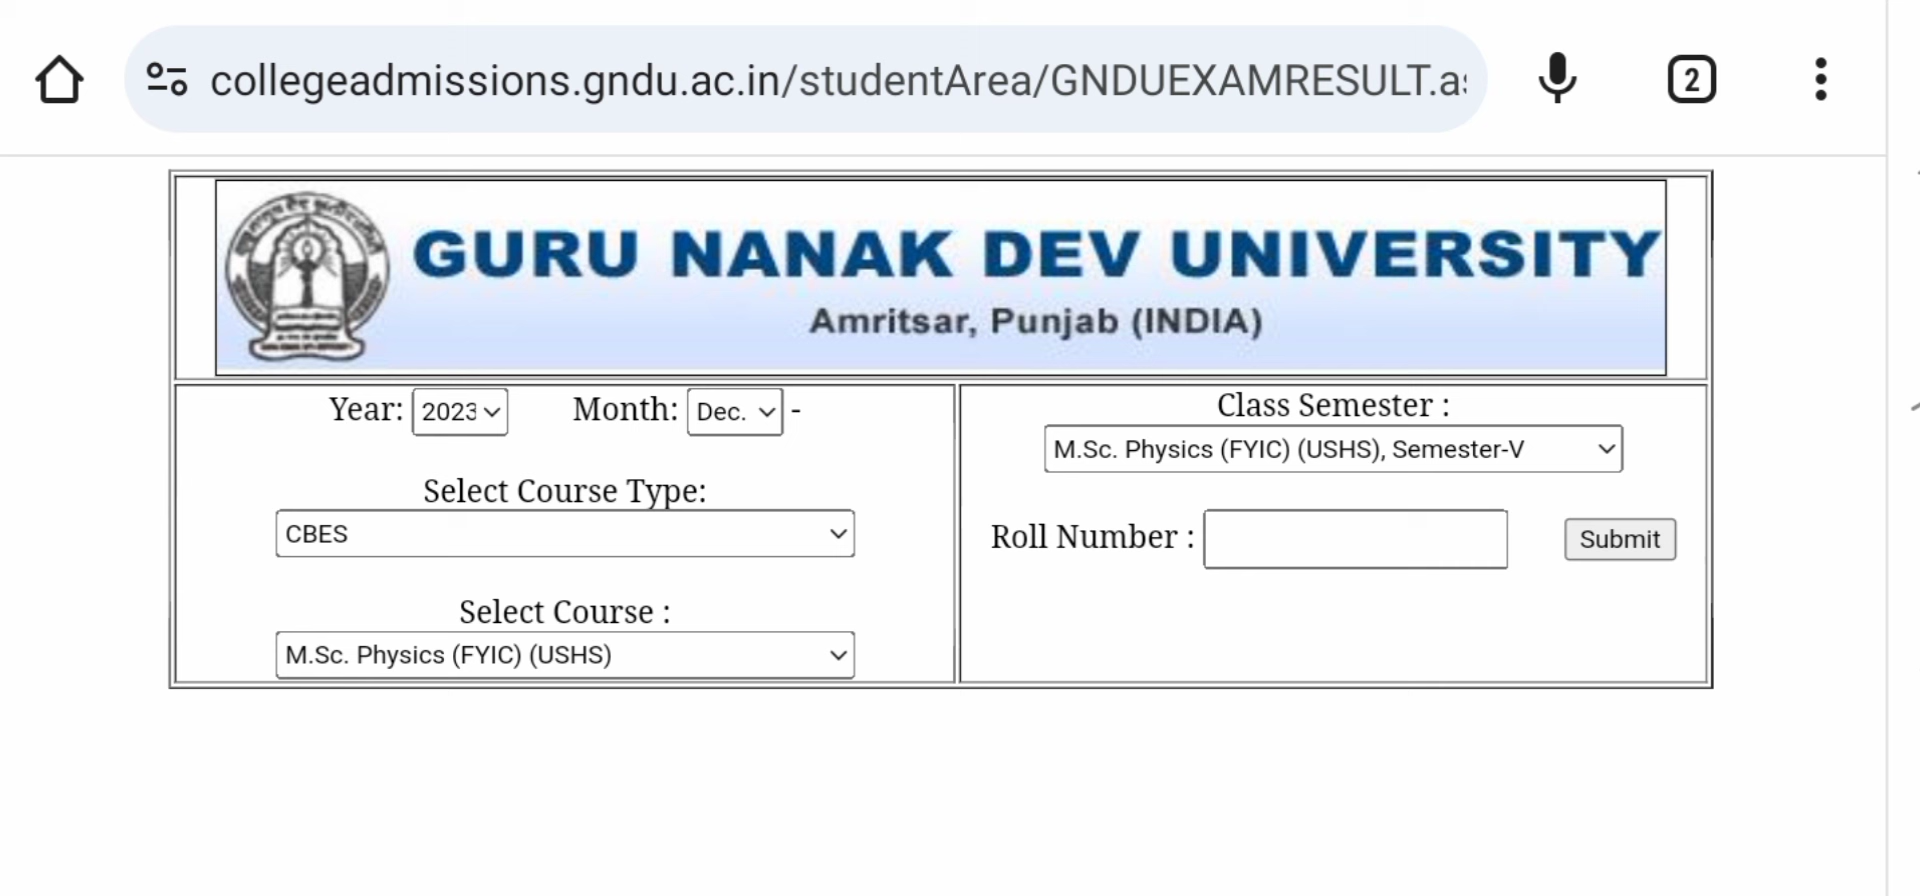 collegeadmissions.gndu.ac.in/studentArea/GNDUEXAMRESULT.as
2
GURU NANAK DEV UNIVERSITY
Amritsar, Punjab (INDIA)
Year: 2023 Month: Dec. -
Select Course Type:
CBES
Select Course :
M.Sc. Physics (FYIC) (USHS)
Class Semester :
M.Sc. Physics (FYIC) (USHS), Semester-V
Roll Number : Submit